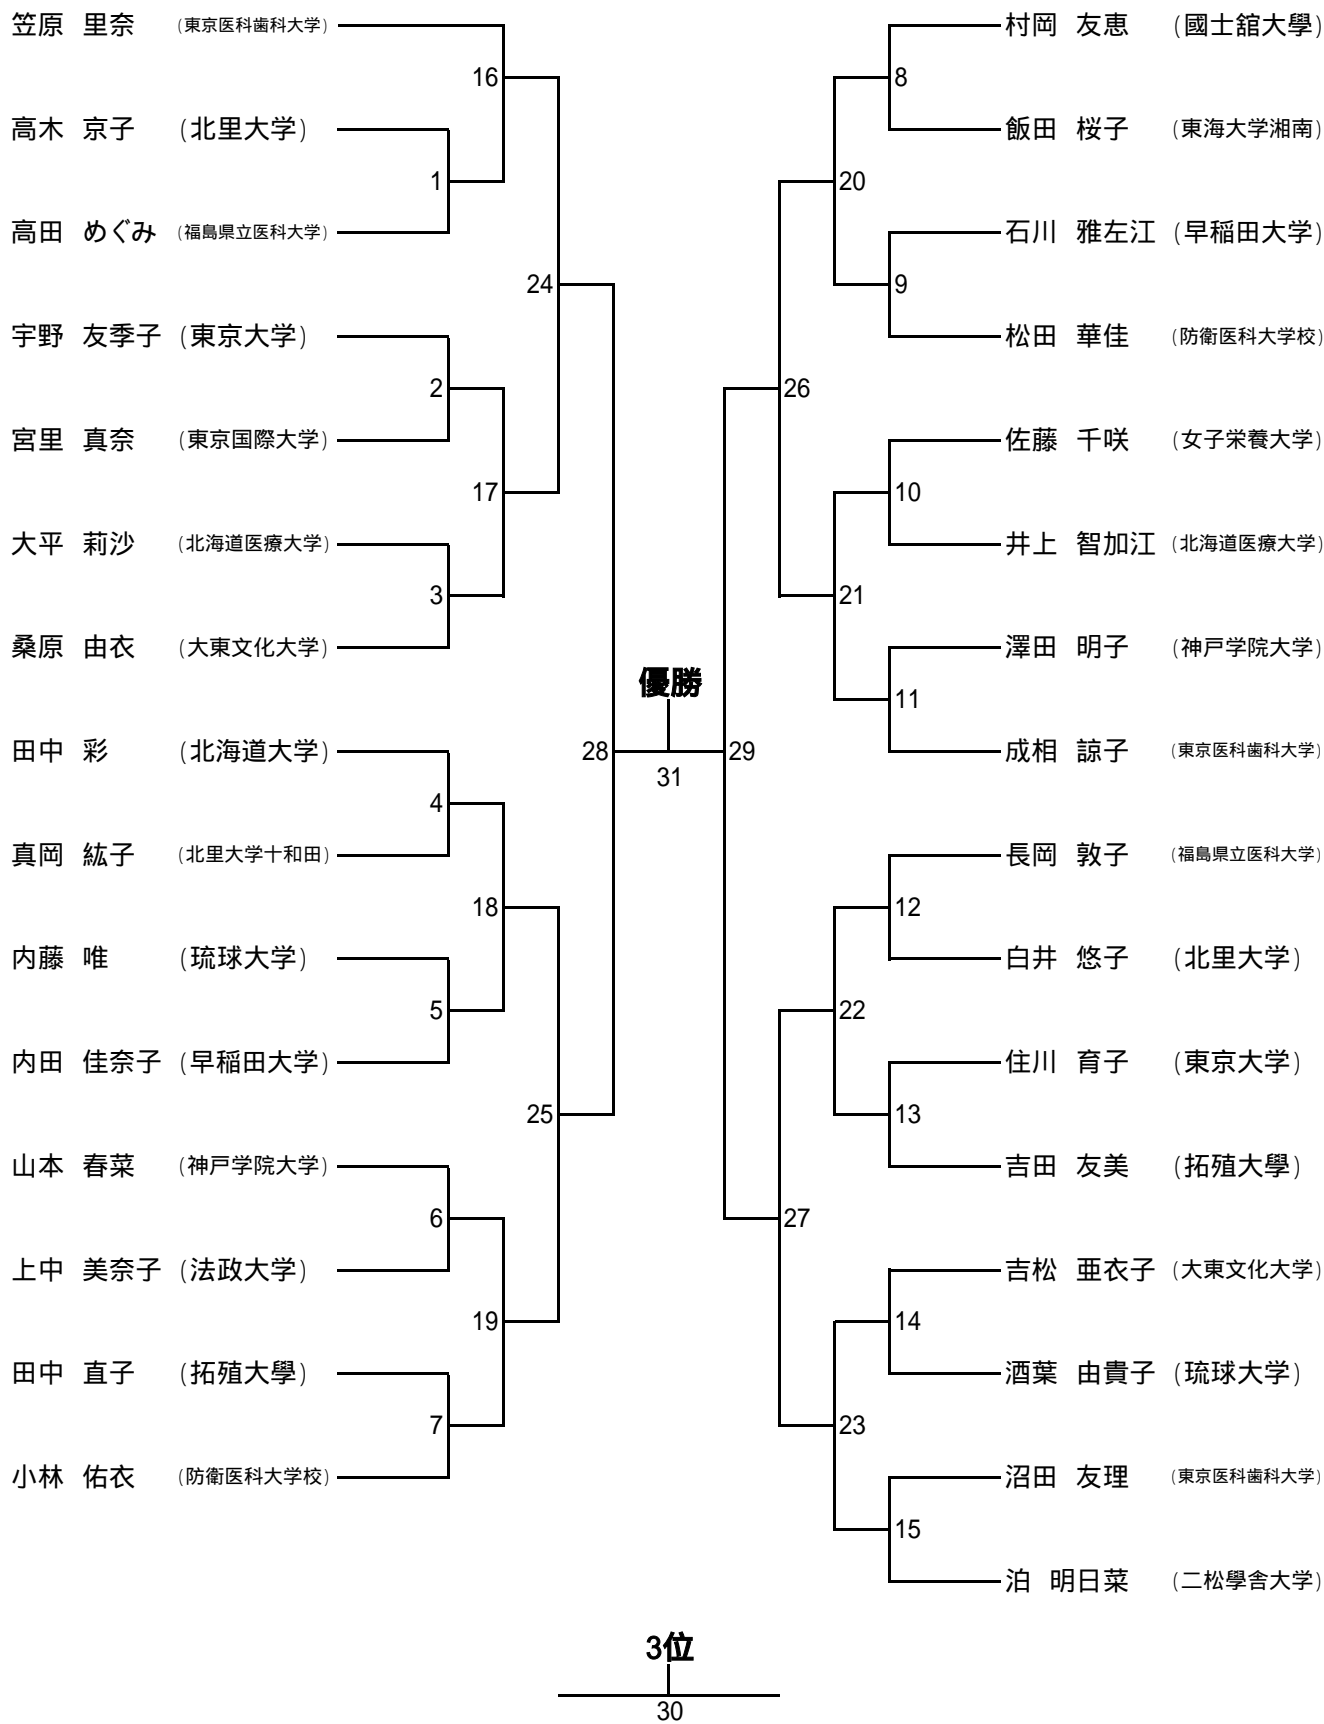 笠原 里奈 (東京医科歯科大学)
16
高木 京子 (北里大学)
1
高田 めぐみ (福島県立医科大学)
24
宇野 友季子 (東京大学)
2
宮里 真奈 (東京国際大学)
17
大平 莉沙 (北海道医療大学)
3
桑原 由衣 (大東文化大学)
田中 彩 (北海道大学)
28
4
真岡 紘子 (北里大学十和田)
18
内藤 唯 (琉球大学)
5
内田 佳奈子 (早稲田大学)
25
山本 春菜 (神戸学院大学)
6
上中 美奈子 (法政大学)
19
田中 直子 (拓殖大學)
7
小林 佑衣 (防衛医科大学校)
優勝
31
村岡 友恵 (國士舘大學)
8
飯田 桜子 (東海大学湘南)
20
石川 雅左江 (早稲田大学)
9
松田 華佳 (防衛医科大学校)
26
佐藤 千咲 (女子栄養大学)
10
井上 智加江 (北海道医療大学)
21
澤田 明子 (神戸学院大学)
11
成相 諒子 (東京医科歯科大学)
29
長岡 敦子 (福島県立医科大学)
12
白井 悠子 (北里大学)
22
住川 育子 (東京大学)
13
吉田 友美 (拓殖大學)
27
吉松 亜衣子 (大東文化大学)
14
酒葉 由貴子 (琉球大学)
23
沼田 友理 (東京医科歯科大学)
15
泊 明日菜 (二松學舎大学)
3位
30